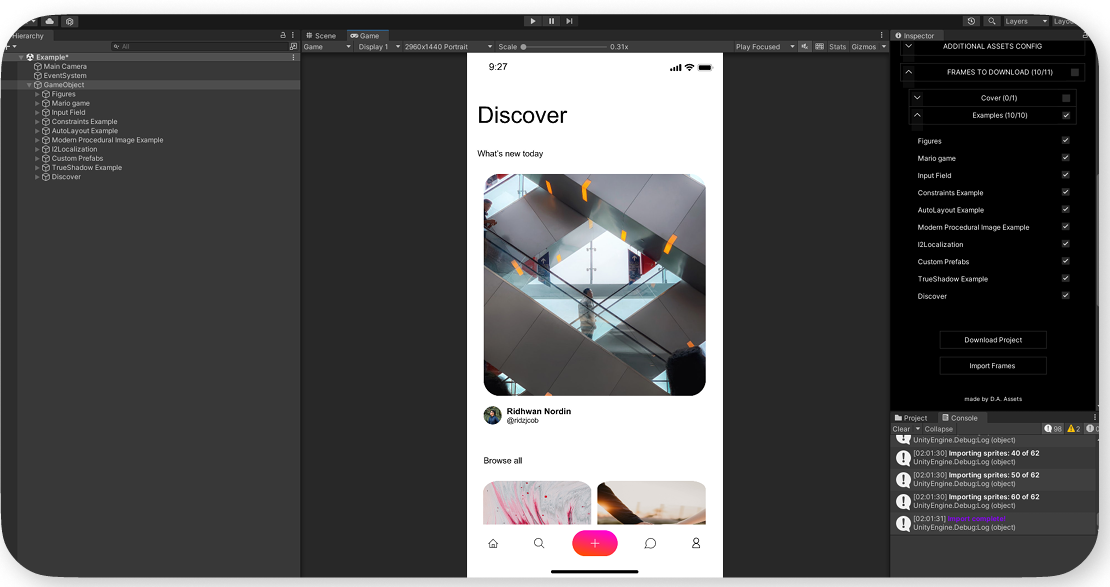 Layers
Layou
Hierarchy
Scene
Game
Inspector
All
Game
Display 1
2960x1440 Portrait
Scale
0.31x
Play Focused
Stats
Gizmos
Example*
Main Camera
EventSystem
GameObject
Figures
Mario game
Input Field
Constraints Example
AutoLayout Example
Modern Procedural Image Example
I2Localization
Custom Prefabs
TrueShadow Example
Discover
9:27
Discover
What's new today
Ridhwan Nordin
@ridzjcob
Browse all
ADDITIONAL ASSETS CONFIG
FRAMES TO DOWNLOAD (10/11)
Cover (0/1)
Examples (10/10)
Figures
Mario game
Input Field
Constraints Example
AutoLayout Example
Modern Procedural Image Example
I2Localization
Custom Prefabs
TrueShadow Example
Discover
Download Project
Import Frames
made by D.A. Assets
Project
Console
Clear
Collapse
98
2
0
UnityEngine.Debug:Log (object)
[02:01:30] Importing sprites: 40 of 62
UnityEngine.Debug:Log (object)
[02:01:30] Importing sprites: 50 of 62
UnityEngine.Debug:Log (object)
[02:01:30] Importing sprites: 60 of 62
UnityEngine.Debug:Log (object)
[02:01:31]
UnityEngine.Debug:Log (object)